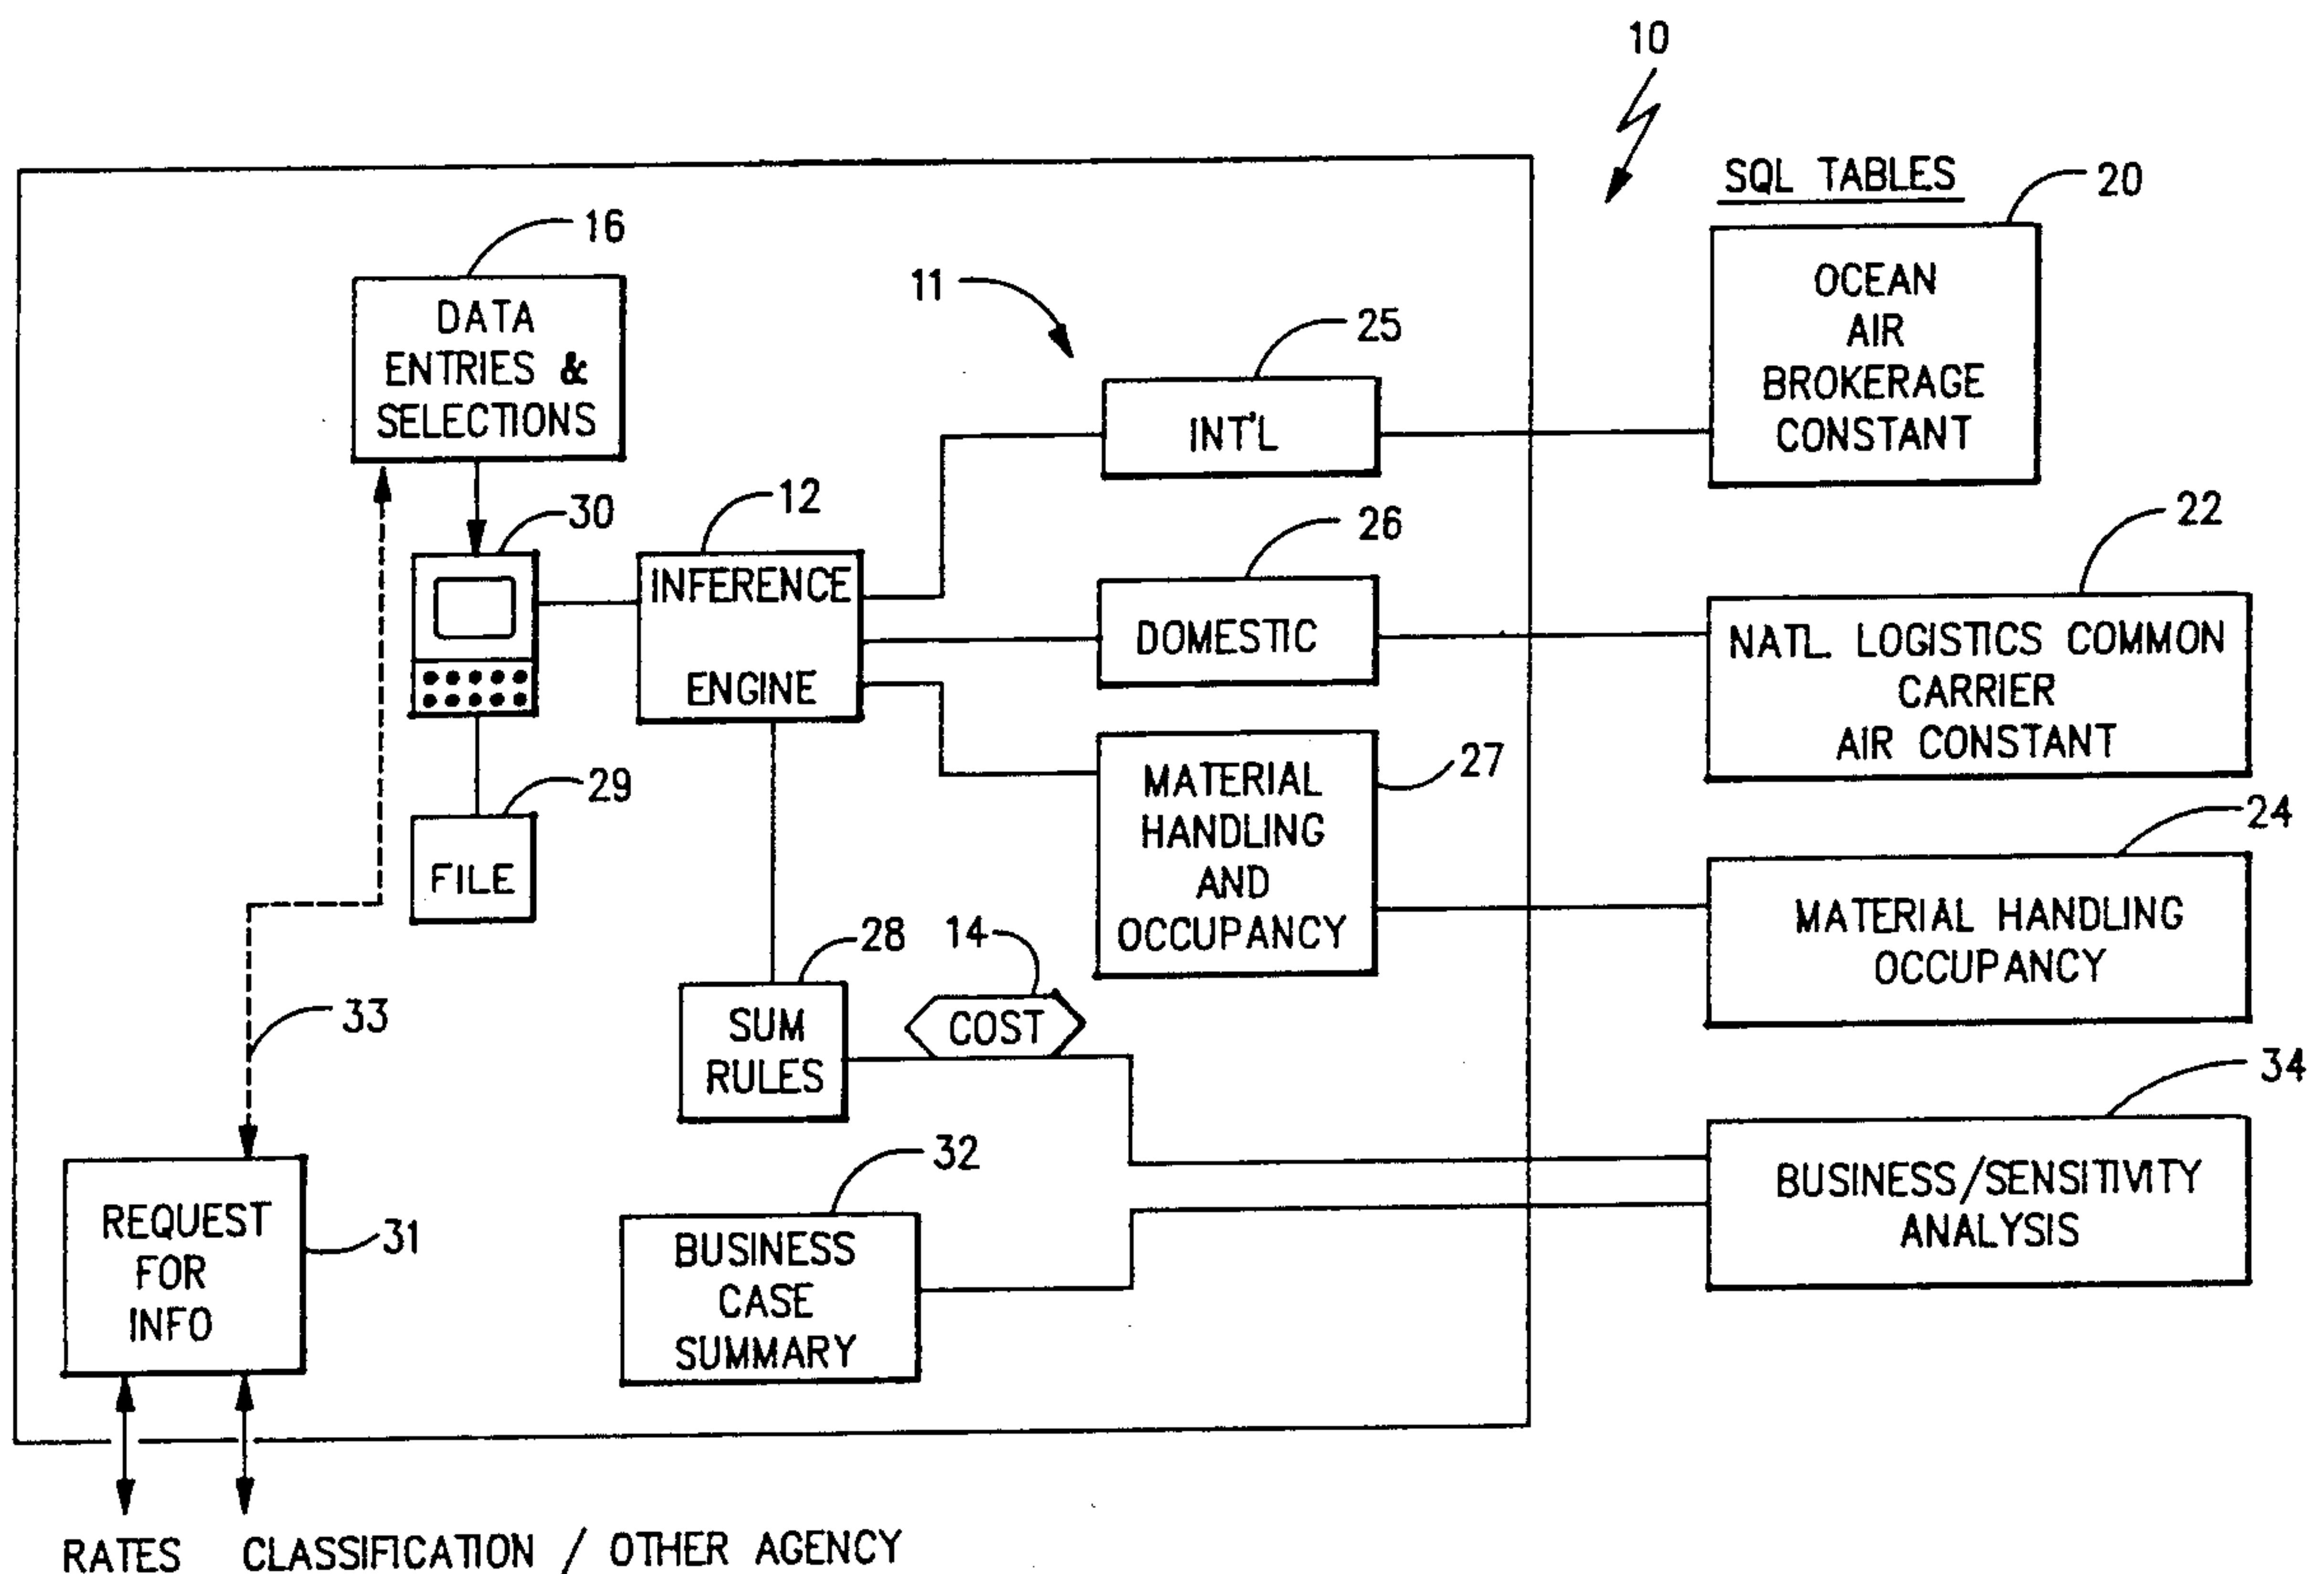 10
SQL TABLES
20
OCEAN
AIR
BROKERAGE
CONSTANT
16
DATA
ENTRIES &
SELECTIONS
11
25
INT'L
30
12
INFERENCE
ENGINE
26
DOMESTIC
22
NATL. LOGISTICS COMMON
CARRIER
AIR CONSTANT
29
FILE
27
MATERIAL
HANDLING
AND
OCCUPANCY
24
MATERIAL HANDLING
OCCUPANCY
28
SUM
RULES
14
COST
33
34
BUSINESS/SENSITIVITY
ANALYSIS
32
BUSINESS
CASE
SUMMARY
REQUEST
FOR
INFO
31
RATES CLASSIFICATION / OTHER AGENCY